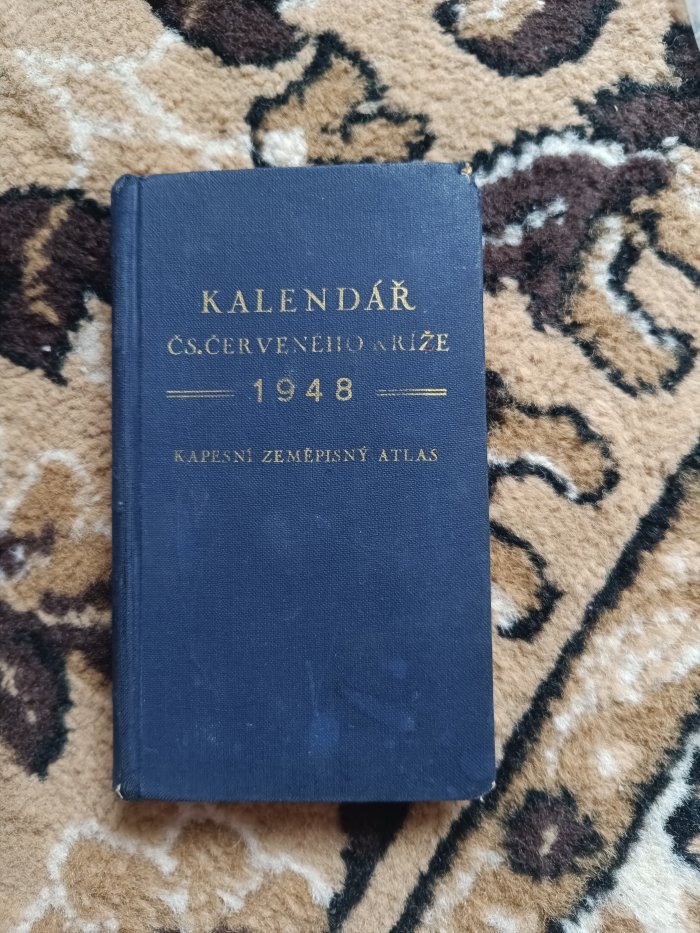 KALENDÁŘ
ČS.ČERVENÉHO KŘÍŽE
1948
KAPESNÍ ZEMĚPISNÝ ATLAS